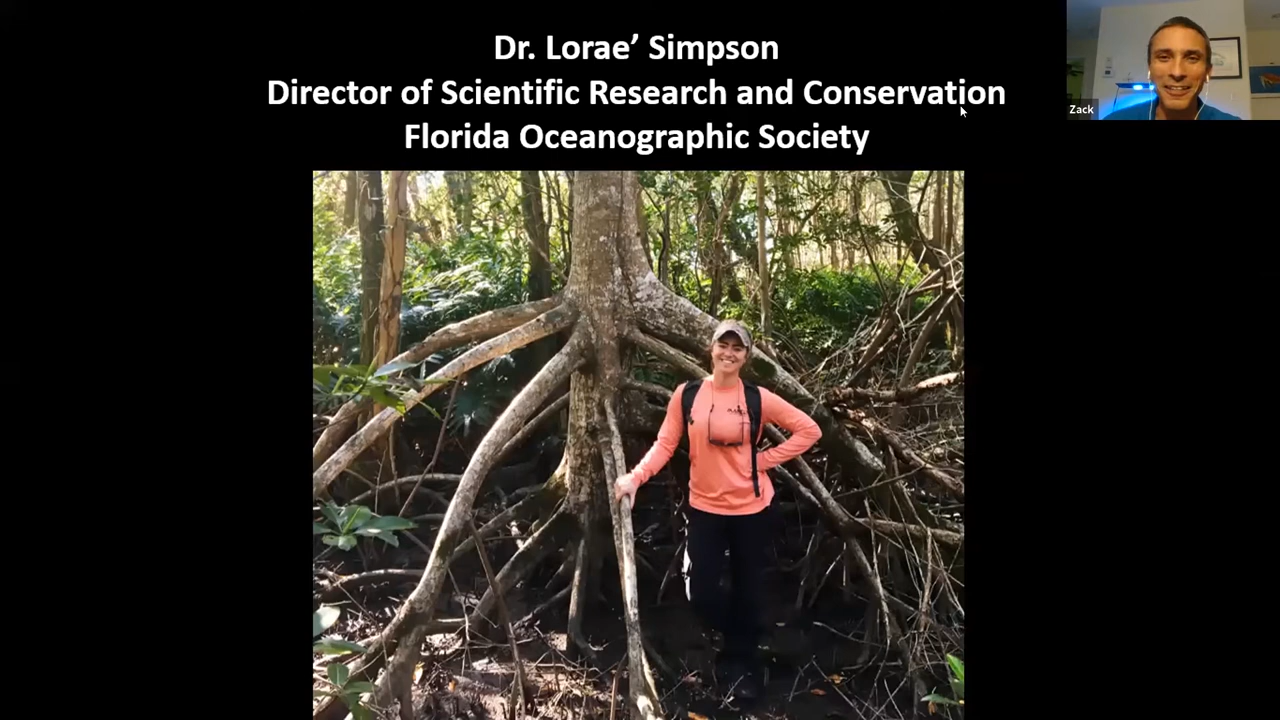 Dr. Lorae’ Simpson
Director of Scientific Research and Conservation
Florida Oceanographic Society
Zack